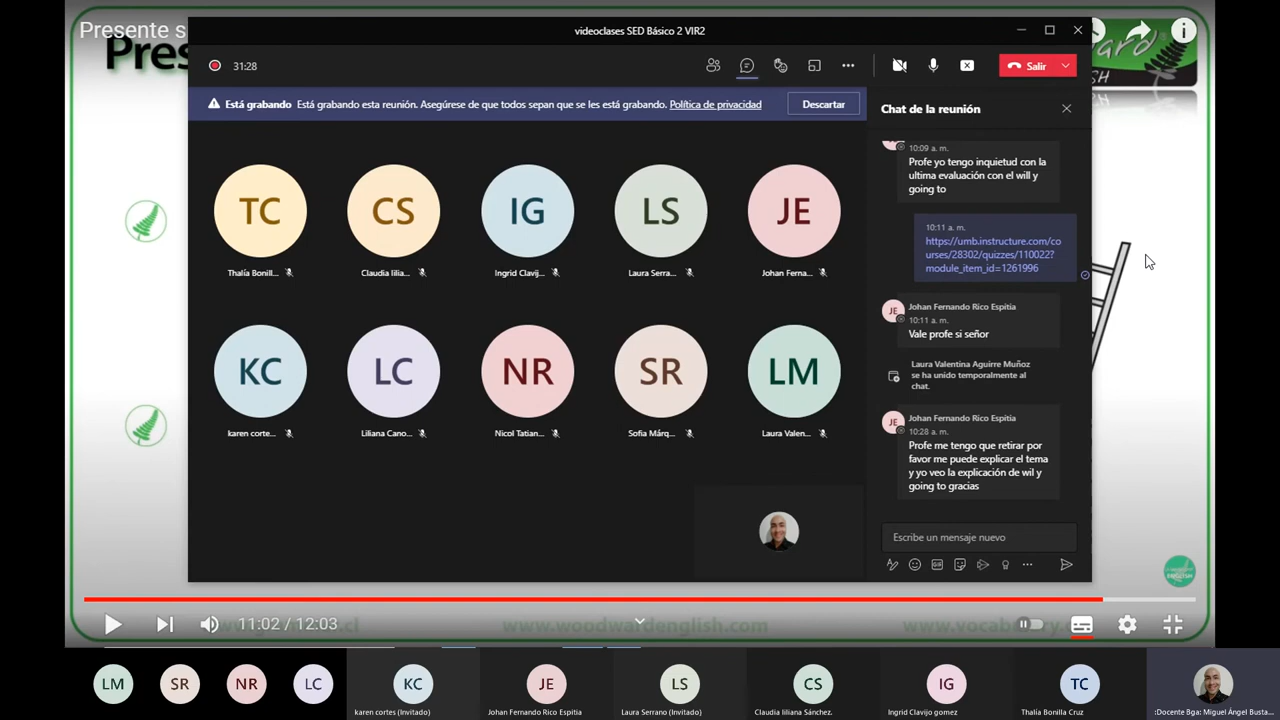 Presente s
Pres
videoclases SED Básico 2 VIR2
31:28
Salir
Está grabando Está grabando esta reunión. Asegúrese de que todos sepan que se les está grabando. Política de privacidad
Descartar
TC
CS
IG
LS
JE
Thalía Bonill...
Claudia lilia...
Ingrid Clavij...
Laura Serra...
Johan Ferna...
KC
LC
NR
SR
LM
karen corte...
Liliana Cano...
Nicol Tatian...
Sofia Márq...
Laura Valen...
Chat de la reunión
10:09 a. m.
Profe yo tengo inquietud con la
ultima evaluación con el will y
going to
10:11 a. m.
https://umb.instructure.com/co
urses/28302/quizzes/110022?
module_item_id=1261996
JE
Johan Fernando Rico Espitia
10:11 a. m.
Vale profe si señor
Laura Valentina Aguirre Muñoz
se ha unido temporalmente al
chat.
JE
Johan Fernando Rico Espitia
10:28 a. m.
Profe me tengo que retirar por
favor me puede explicar el tema
y yo veo la explicación de wil y
going to gracias
Escribe un mensaje nuevo
GIF
ENGLISH
11:02 / 12:03
www.woodwardenglish.com
LM
SR
NR
LC
KC
JE
LS
CS
IG
TC
karen cortes (Invitado)
Johan Fernando Rico Espitia
Laura Serrano (Invitado)
Claudia liliana Sánchez.
Ingrid Clavijo gomez
Thalía Bonilla Cruz
:Docente Bga: Miguel Ángel Busta...